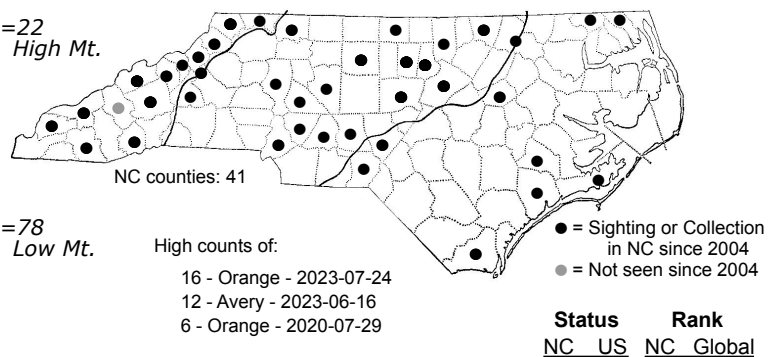 =22
High Mt.
NC counties: 41
=78
Low Mt.
High counts of:
16 - Orange - 2023-07-24
12 - Avery - 2023-06-16
6 - Orange - 2020-07-29
● = Sighting or Collection
in NC since 2004
● = Not seen since 2004
Status Rank
NC US NC Global